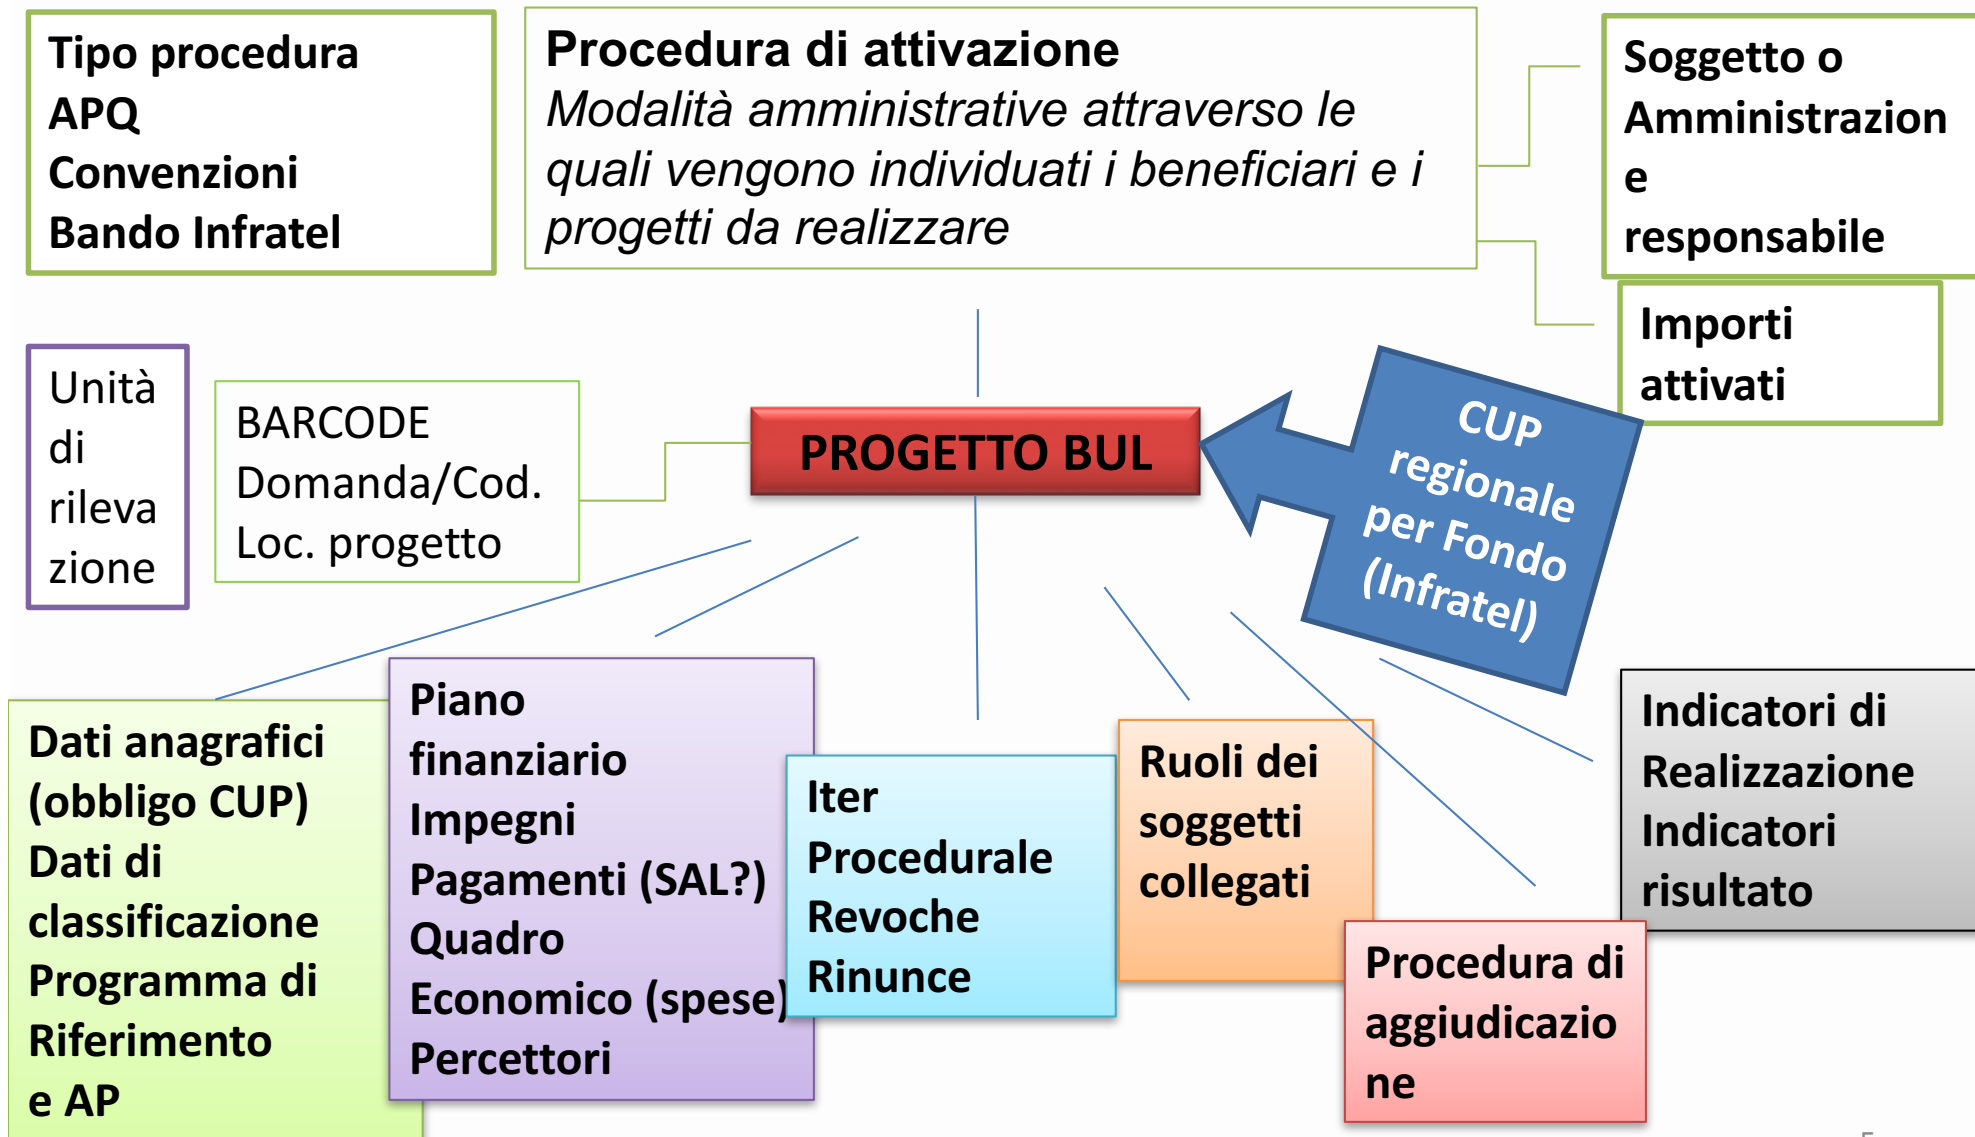 Tipo procedura
APQ
Convenzioni
Bando Infratel
Procedura di attivazione
Modalità amministrative attraverso le
quali vengono individuati i beneficiari e i
progetti da realizzare
Soggetto o
Amministrazion
e
responsabile
Importi
attivati
Unità
di
rileva
zione
BARCODE
Domanda/Cod.
Loc. progetto
PROGETTO BUL
CUP
regionale
per Fondo
(Infratel)
Dati anagrafici
(obbligo CUP)
Dati di
classificazione
Programma di
Riferimento
e AP
Piano
finanziario
Impegni
Pagamenti (SAL?)
Quadro
Economico (spese)
Percettori
Iter
Procedurale
Revoche
Rinunce
Ruoli dei
soggetti
collegati
Procedura di
aggiudicazio
ne
Indicatori di
Realizzazione
Indicatori
risultato